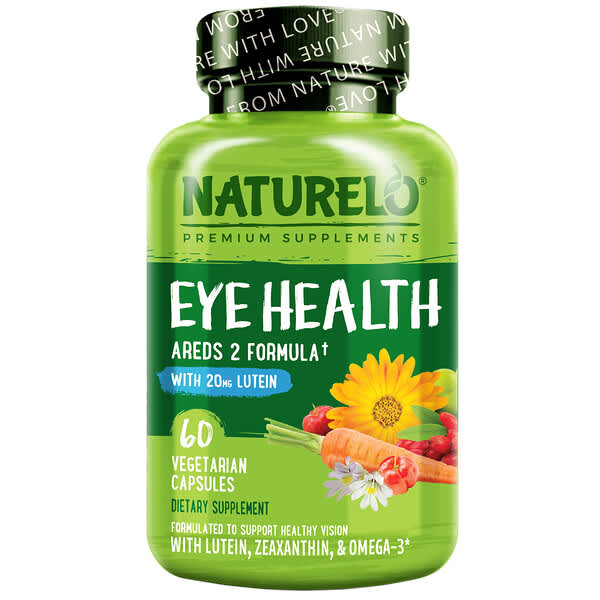 FROM NATURE WITH LOVE
NATURELO®
PREMIUM SUPPLEMENTS
EYE HEALTH
AREDS 2 FORMULA†
WITH 20MG LUTEIN
60
VEGETARIAN
CAPSULES
DIETARY SUPPLEMENT
FORMULATED TO SUPPORT HEALTHY VISION
WITH LUTEIN, ZEAXANTHIN, & OMEGA-3*